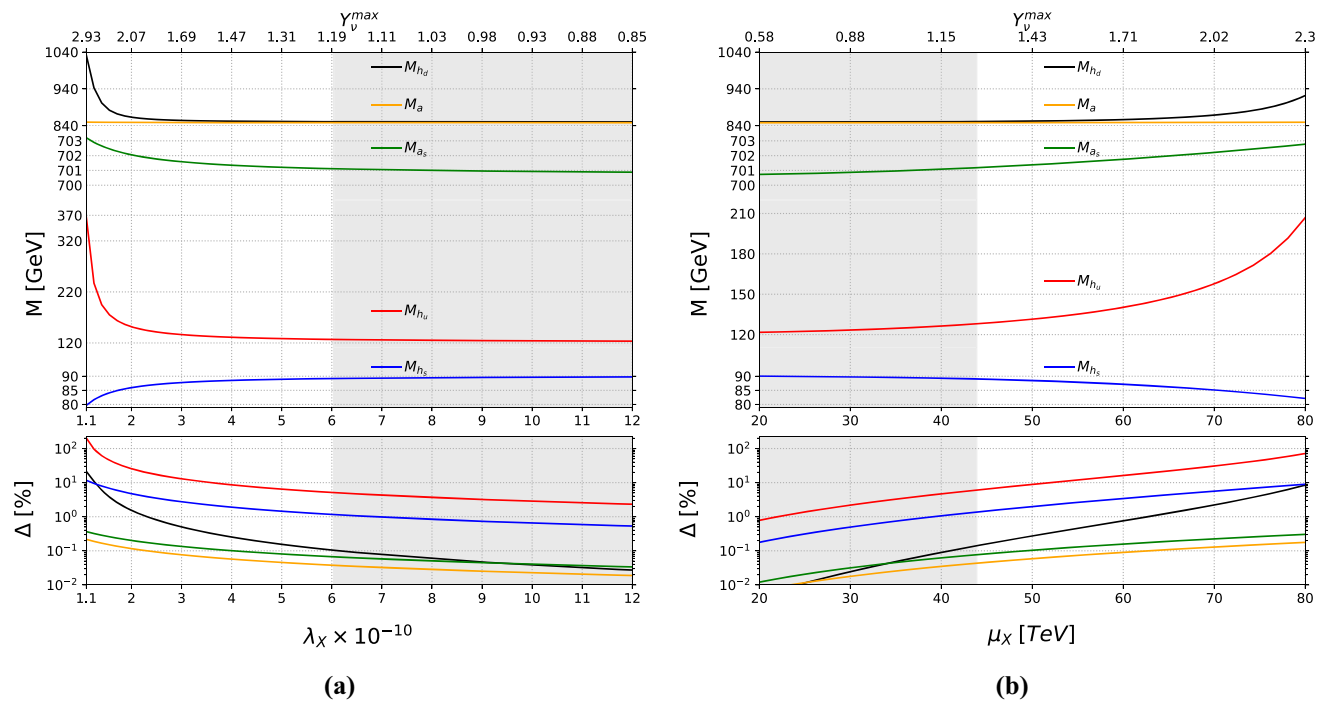 $Y_{\nu}^{max}$
2.93 2.07 1.69 1.47 1.31 1.19 1.11 1.03 0.98 0.93 0.88 0.85
1040
940
840
703
702
701
700
370
320
220
120
90
85
80
M [GeV]
$M_{h_d}$
$M_a$
$M_{a_s}$
$M_{h_u}$
$M_{h_s}$
1.1 2 3 4 5 6 7 8 9 10 11 12
$10^2$
$10^1$
$10^0$
$10^{-1}$
$10^{-2}$
Δ [%]
1.1 2 3 4 5 6 7 8 9 10 11 12
$\lambda_X \times 10^{-10}$
(a)
$Y_{\nu}^{max}$
0.58 0.88 1.15 1.43 1.71 2.02 2.3
1040
940
840
703
702
701
700
210
180
150
120
90
85
80
M [GeV]
$M_{h_d}$
$M_a$
$M_{a_s}$
$M_{h_u}$
$M_{h_s}$
20 30 40 50 60 70 80
$10^2$
$10^1$
$10^0$
$10^{-1}$
$10^{-2}$
Δ [%]
20 30 40 50 60 70 80
$\mu_X$ [TeV]
(b)